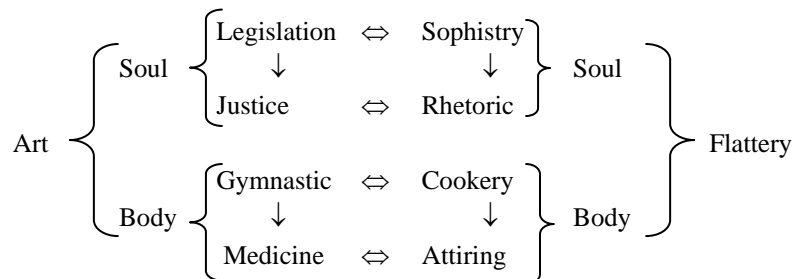 Legislation ⇔ Sophistry
Soul ↓ ↓ Soul
Justice ⇔ Rhetoric
Art Flattery
Gymnastic ⇔ Cookery
Body ↓ ↓ Body
Medicine ⇔ Attiring